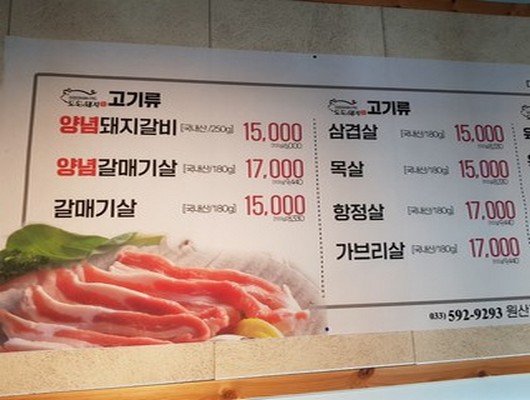 고기류
양념돼지갈비 [국내산/250g] 15,000
양념갈매기살 [국내산/180g] 17,000
갈매기살 [국내산/180g] 15,000
고기류
삼겹살 [국내산/180g] 15,000
목살 [국내산/180g] 15,000
항정살 [국내산/180g] 17,000
가브리살 [국내산/180g] 17,000
033) 592-9293 원산